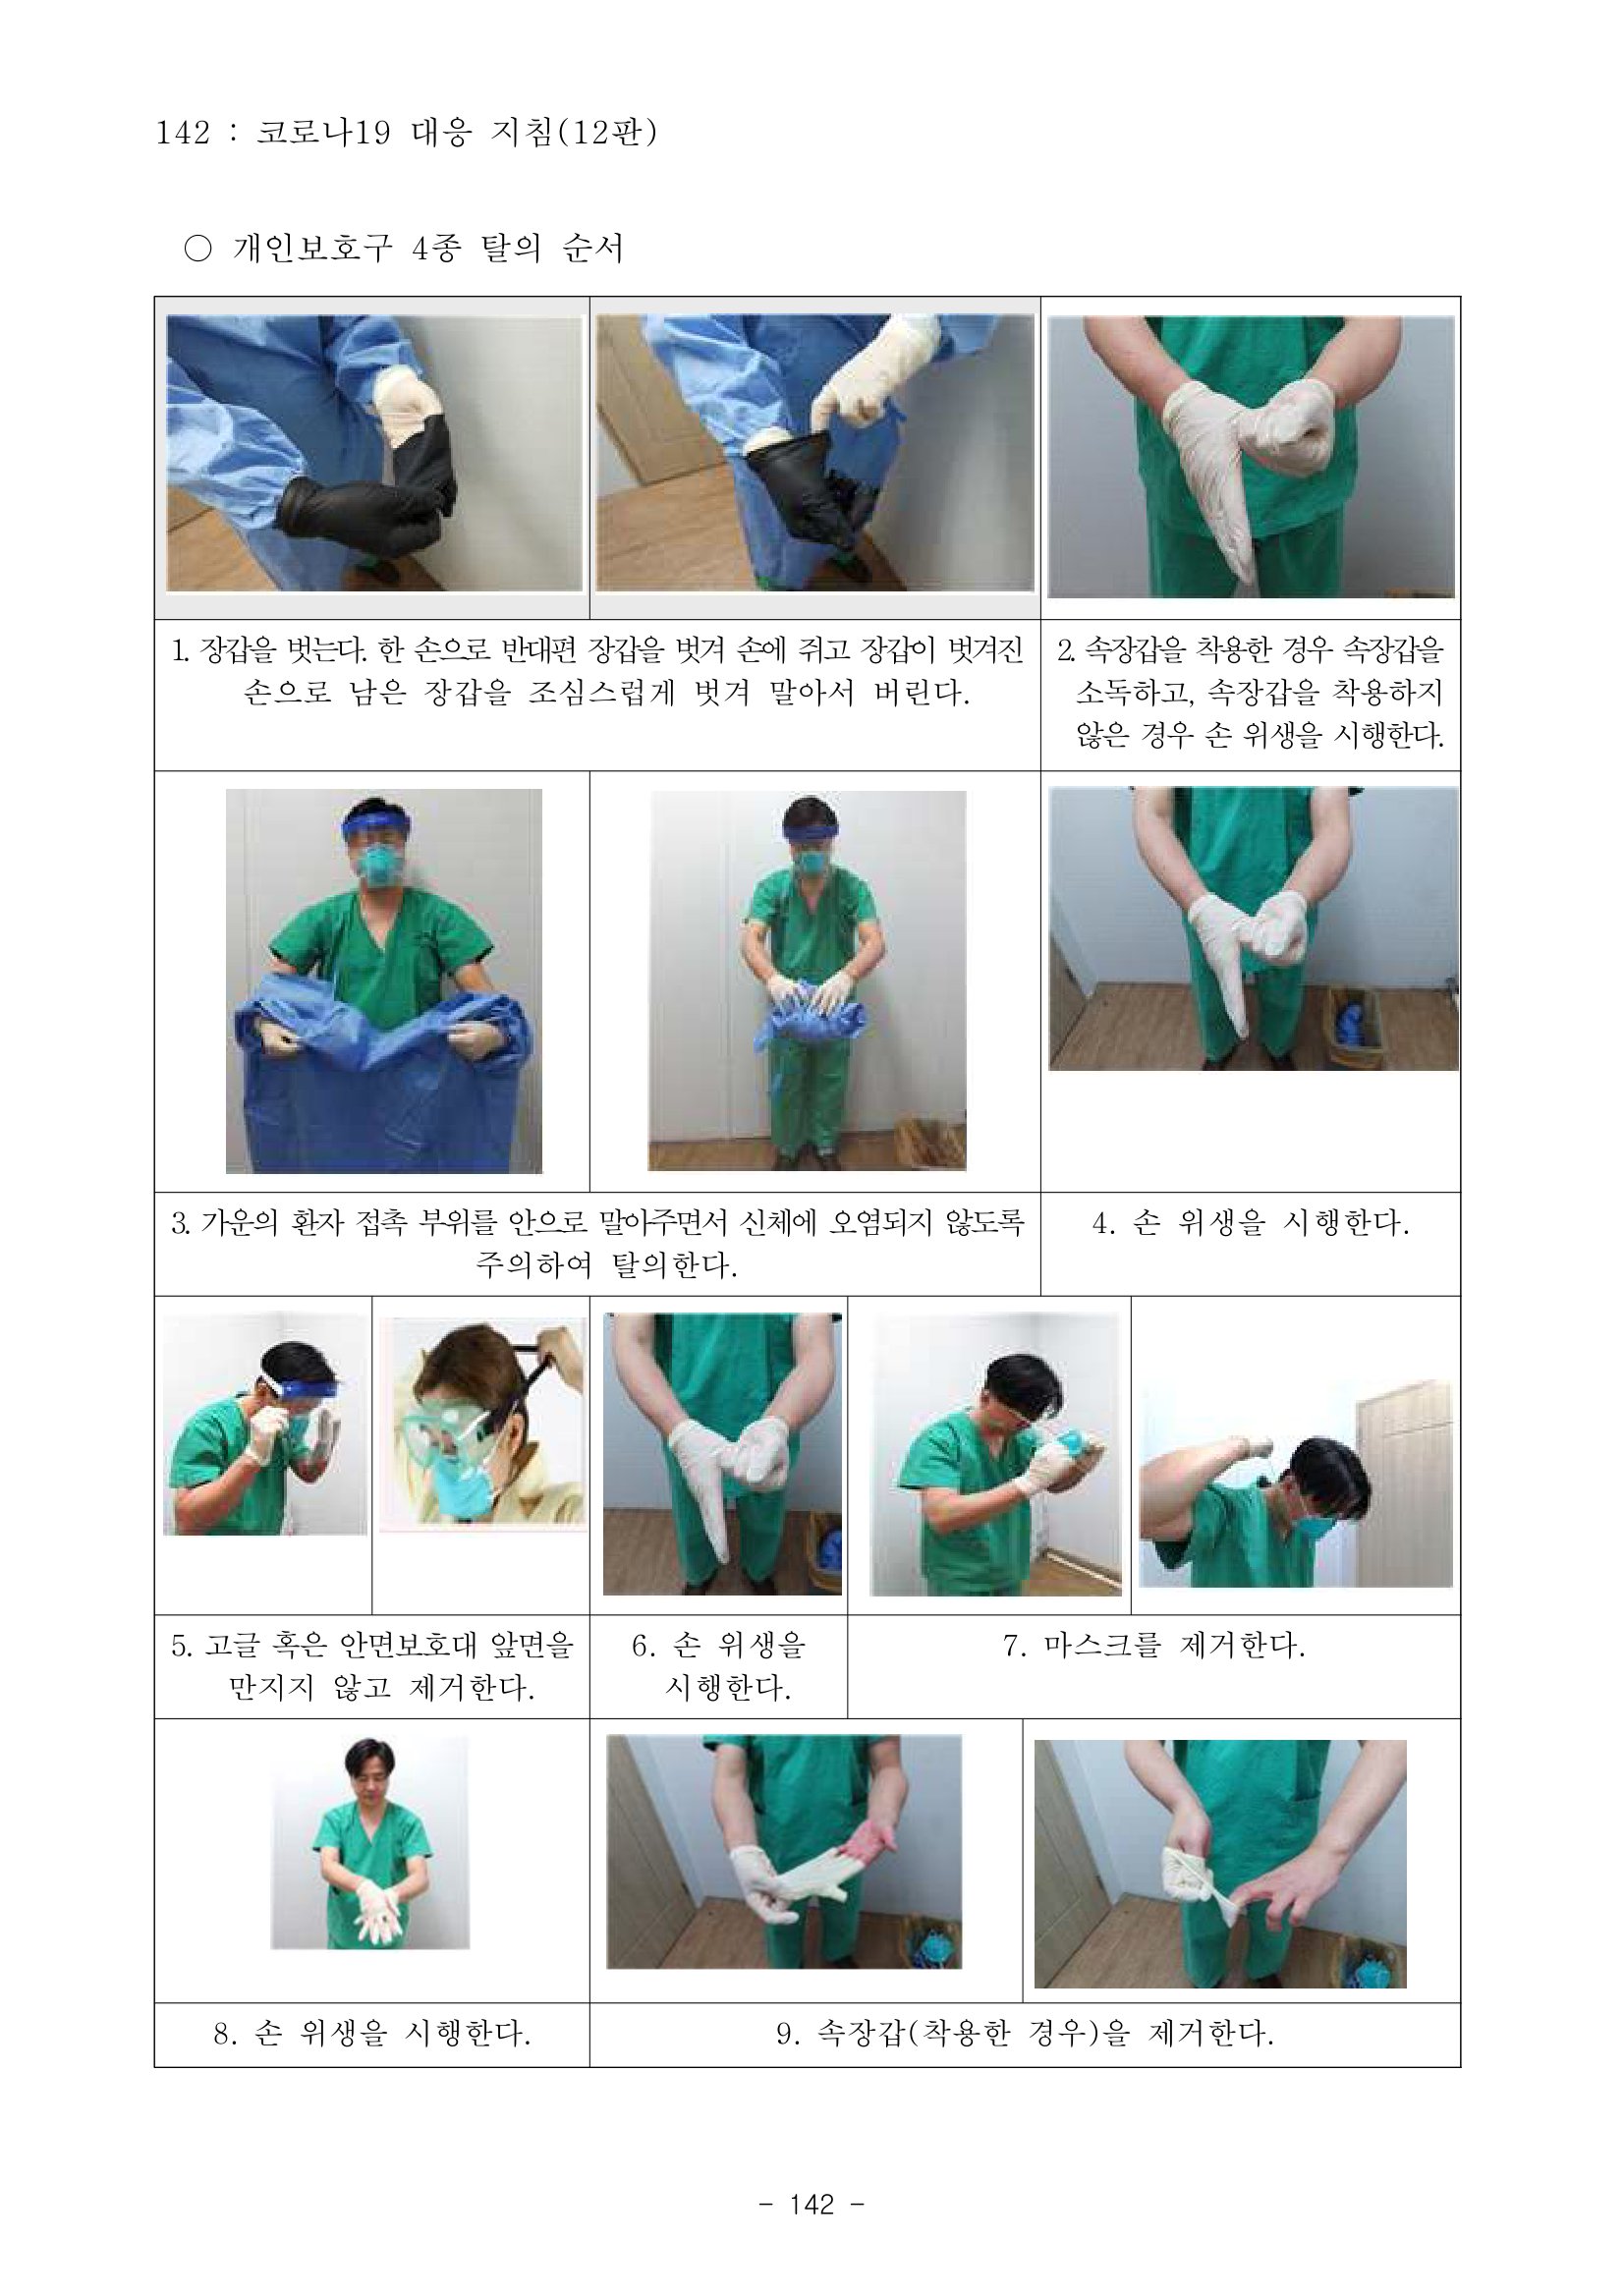 142 : 코로나19 대응 지침(12판)
○ 개인보호구 4종 탈의 순서
1. 장갑을 벗는다. 한 손으로 반대편 장갑을 벗겨 손에 쥐고 장갑이 벗겨진
손으로 남은 장갑을 조심스럽게 벗겨 말아서 버린다.
2. 속장갑을 착용한 경우 속장갑을
소독하고, 속장갑을 착용하지
않은 경우 손 위생을 시행한다.
3. 가운의 환자 접촉 부위를 안으로 말아주면서 신체에 오염되지 않도록
주의하여 탈의한다.
4. 손 위생을 시행한다.
5. 고글 혹은 안면보호대 앞면을
만지지 않고 제거한다.
6. 손 위생을
시행한다.
7. 마스크를 제거한다.
8. 손 위생을 시행한다.
9. 속장갑(착용한 경우)을 제거한다.
- 142 -